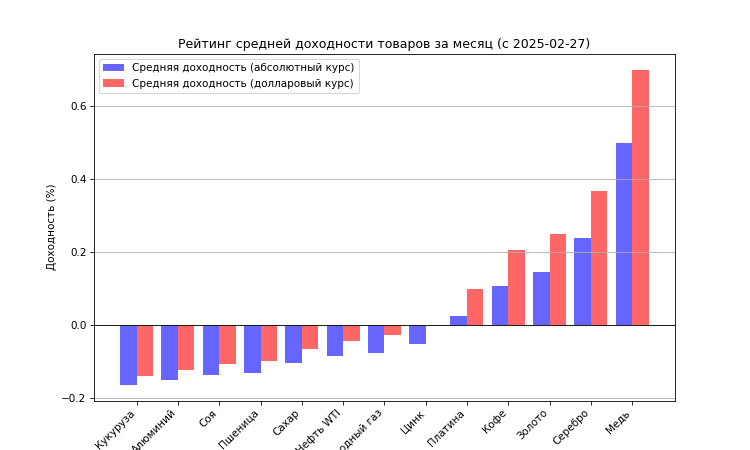 Рейтинг средней доходности товаров за месяц (с 2025-02-27)
Средняя доходность (абсолютный курс)
Средняя доходность (долларовый курс)
Доходность (%)
0.6
0.4
0.2
0.0
−0.2
Кукуруза
Алюминий
Соя
Пшеница
Сахар
Нефть WTI
газ
Цинк
Платина
Кофе
Золото
Серебро
Медь